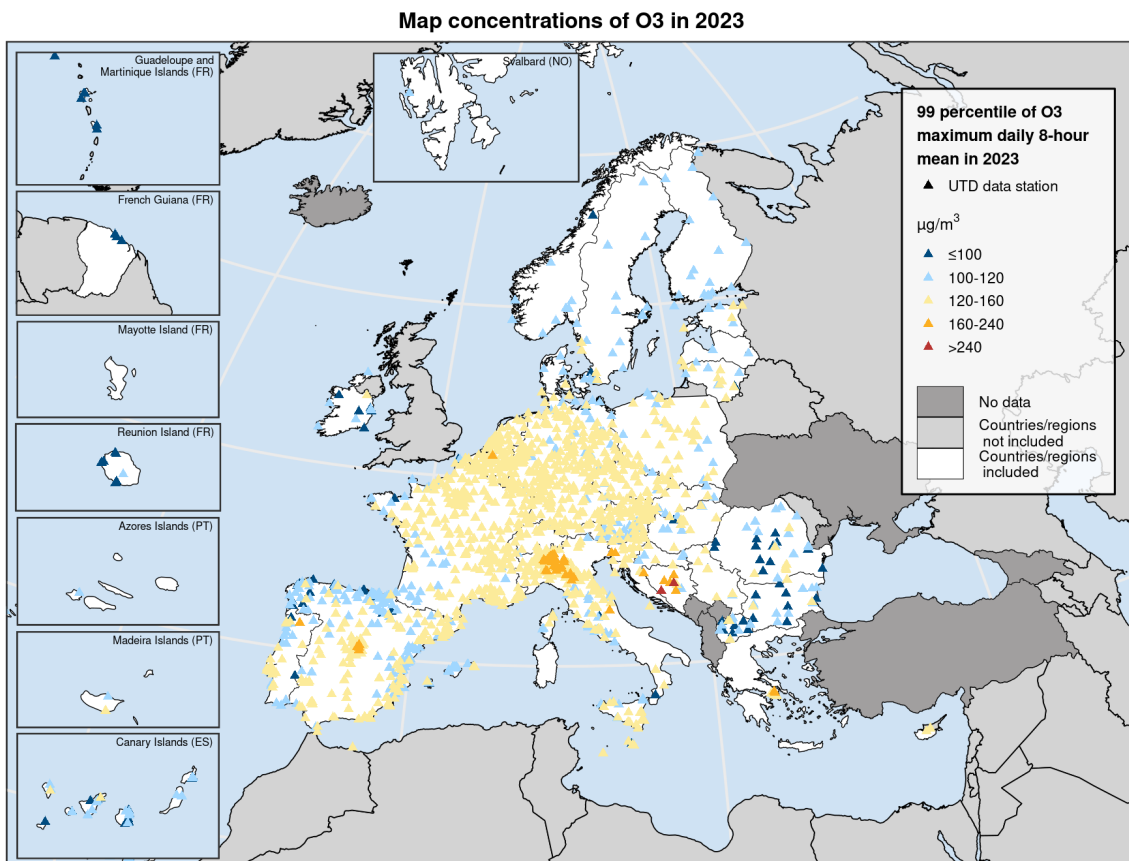 Map concentrations of O3 in 2023
Guadeloupe and
Martinique Islands (FR)
Svalbard (NO)
French Guiana (FR)
Mayotte Island (FR)
Reunion Island (FR)
Azores Islands (PT)
Madeira Islands (PT)
Canary Islands (ES)
99 percentile of O3
maximum daily 8-hour
mean in 2023
UTD data station
µg/m³
≤100
100-120
120-160
160-240
>240
No data
Countries/regions
not included
Countries/regions
included